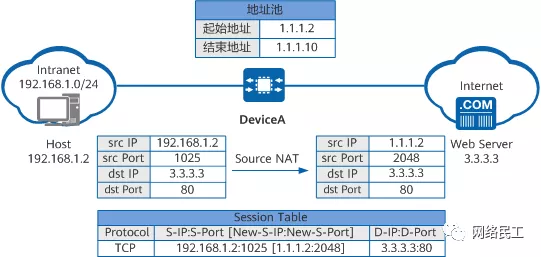 地址池
起始地址 1.1.1.2
结束地址 1.1.1.10
Intranet
192.168.1.0/24
Internet
.COM
DeviceA
Host
192.168.1.2
Web Server
3.3.3.3
src IP 192.168.1.2
src Port 1025
dst IP 3.3.3.3
dst Port 80
Source NAT
src IP 1.1.1.2
src Port 2048
dst IP 3.3.3.3
dst Port 80
Session Table
Protocol S-IP:S-Port [New-S-IP:New-S-Port] D-IP:D-Port
TCP 192.168.1.2:1025 [1.1.1.2:2048] 3.3.3.3:80
网络民工